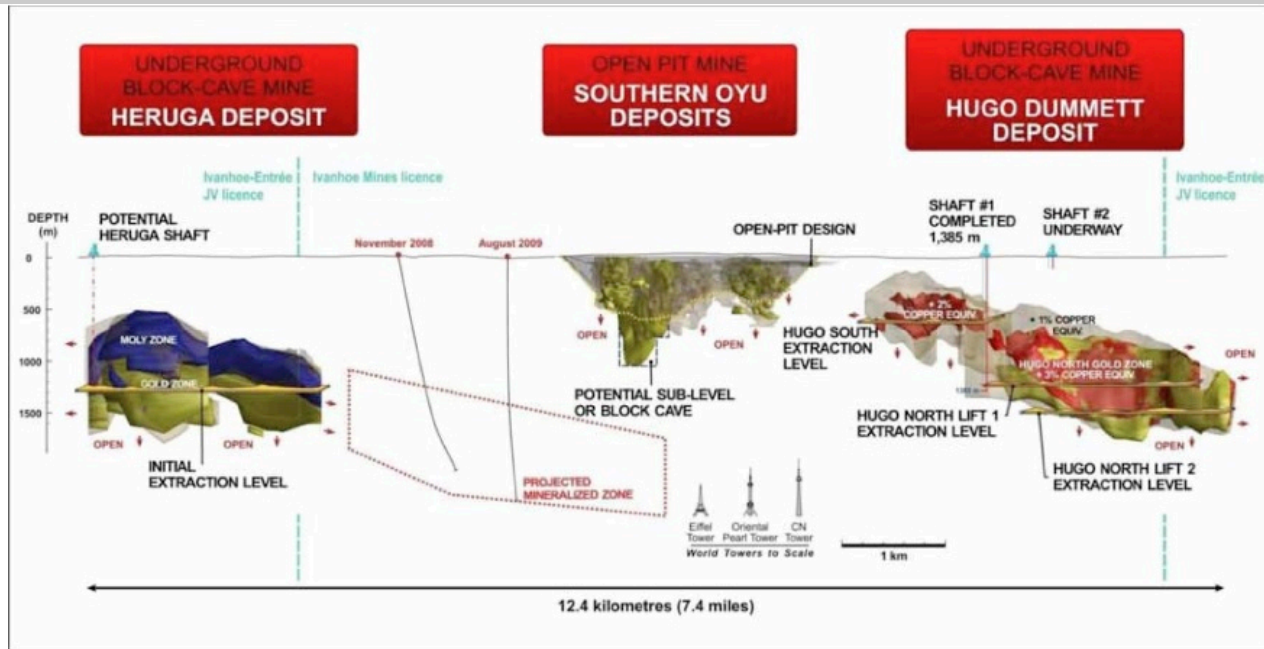 UNDERGROUND
BLOCK-CAVE MINE
HERUGA DEPOSIT
OPEN PIT MINE
SOUTHERN OYU
DEPOSITS
UNDERGROUND
BLOCK-CAVE MINE
HUGO DUMMETT
DEPOSIT
Ivanhoe-Entrée
JV licence
Ivanhoe Mines licence
Ivanhoe-Entrée
JV licence
DEPTH
(m)
0
500
1000
1500
POTENTIAL
HERUGA SHAFT
November 2008
August 2009
OPEN-PIT DESIGN
SHAFT #1
COMPLETED
1,385 m
SHAFT #2
UNDERWAY
MOLY ZONE
GOLD ZONE
OPEN
OPEN
INITIAL
EXTRACTION LEVEL
OPEN
OPEN
POTENTIAL SUB-LEVEL
OR BLOCK CAVE
PROJECTED
MINERALIZED ZONE
HUGO SOUTH
EXTRACTION
LEVEL
+ 2%
COPPER EQUIV.
+ 1% COPPER
EQUIV.
HUGO NORTH GOLD ZONE
+ 3% COPPER EQUIV.
OPEN
1385 m
HUGO NORTH LIFT 1
EXTRACTION LEVEL
OPEN
HUGO NORTH LIFT 2
EXTRACTION LEVEL
Eiffel
Tower
Oriental
Pearl Tower
CN
Tower
World Towers to Scale
1 km
12.4 kilometres (7.4 miles)